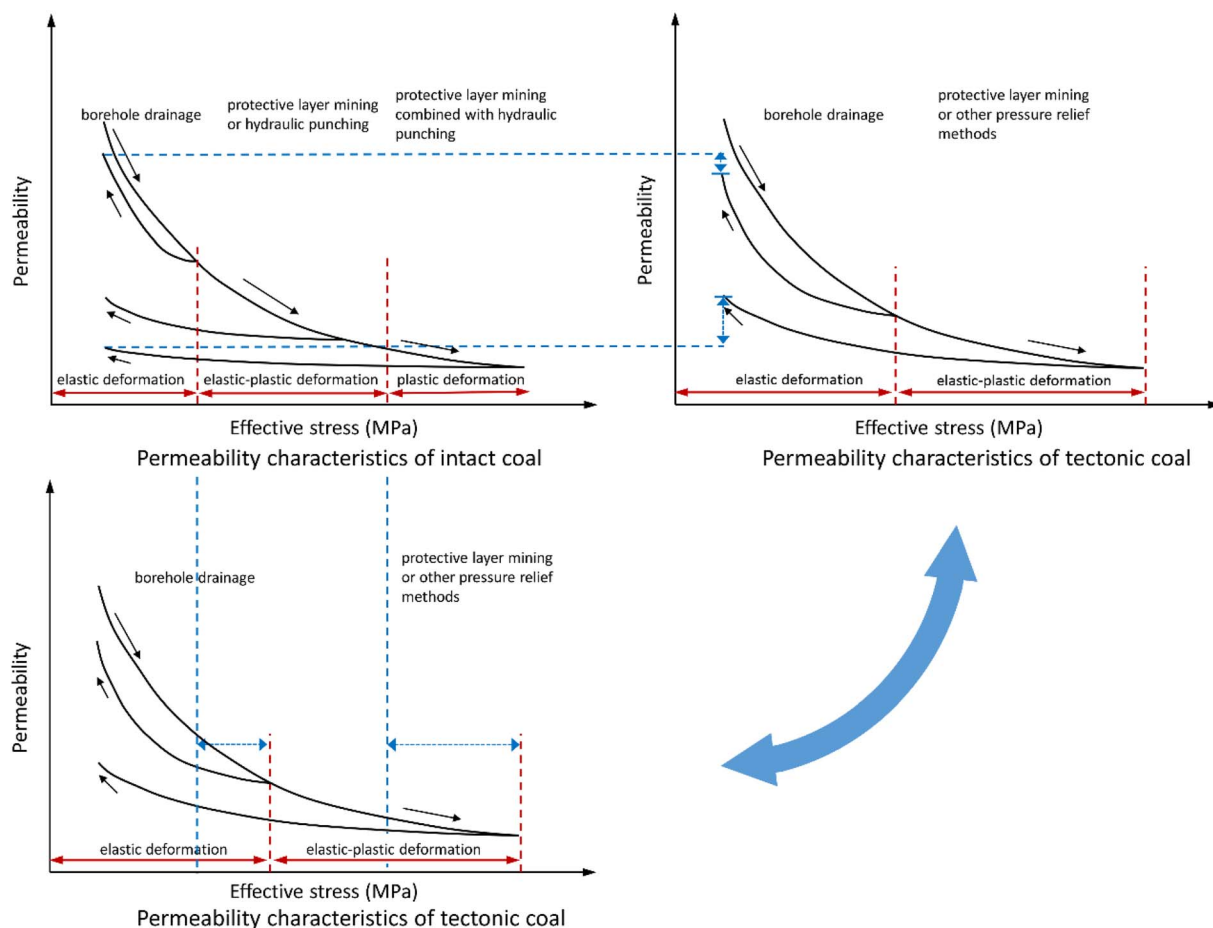 borehole drainage
protective layer mining
or hydraulic punching
protective layer mining
combined with hydraulic
punching
Permeability
elastic deformation
elastic-plastic deformation
plastic deformation
Effective stress (MPa)
Permeability characteristics of intact coal
borehole drainage
protective layer mining
or other pressure relief
methods
Permeability
elastic deformation
elastic-plastic deformation
Effective stress (MPa)
Permeability characteristics of tectonic coal
borehole drainage
protective layer mining
or other pressure relief
methods
Permeability
elastic deformation
elastic-plastic deformation
Effective stress (MPa)
Permeability characteristics of tectonic coal